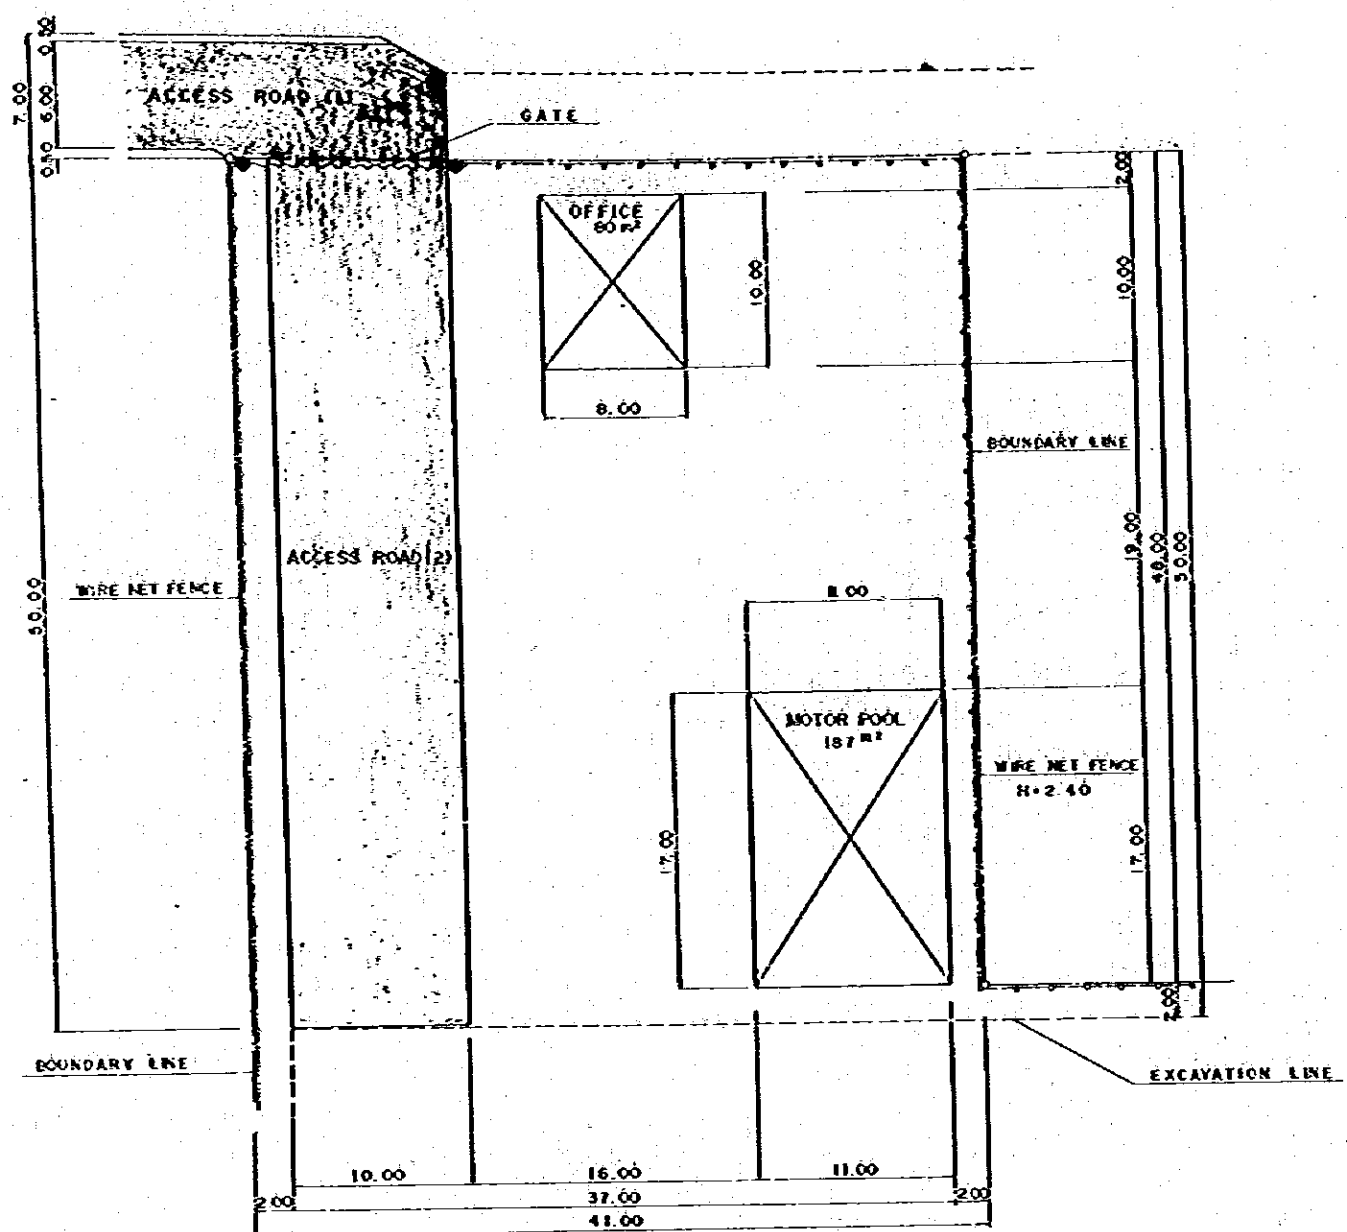 0.50
7.00
6.00
0.50
ACCESS ROAD (1)
GATE
2.00
OFFICE
80 m²
10.00
10.00
8.00
BOUNDARY LINE
19.00
48.00
50.00
ACCESS ROAD (2)
WIRE NET FENCE
50.00
11.00
MOTOR POOL
187 m²
WIRE NET FENCE
H=2.40
17.00
17.00
2.00
BOUNDARY LINE
EXCAVATION LINE
10.00
16.00
11.00
2.00
37.00
2.00
41.00